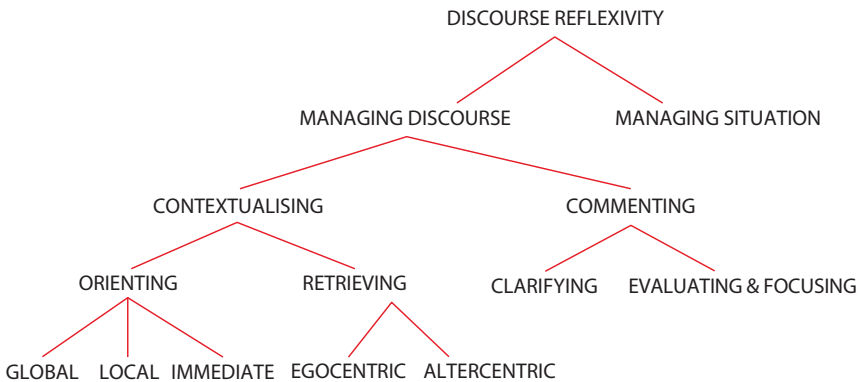 DISCOURSE REFLEXIVITY
MANAGING DISCOURSE
MANAGING SITUATION
CONTEXTUALISING
COMMENTING
ORIENTING
RETRIEVING
CLARIFYING
EVALUATING & FOCUSING
GLOBAL
LOCAL
IMMEDIATE
EGOCENTRIC
ALTERCENTRIC